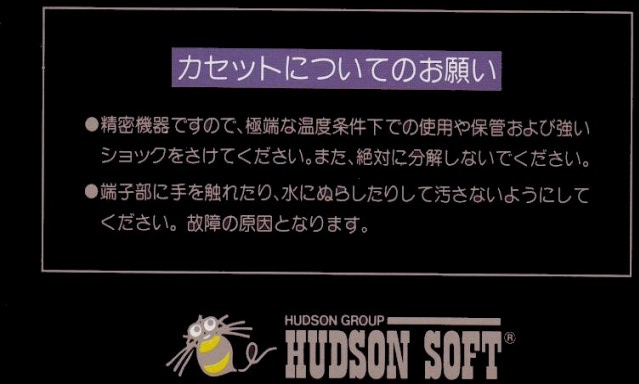 カセットについてのお願い
●精密機器ですので、極端な温度条件下での使用や保管および強い
ショックをさけてください。また、絶対に分解しないでください。
●端子部に手を触れたり、水にぬらしたりして汚さないようにして
ください。故障の原因となります。
HUDSON GROUP
HUDSON SOFT®